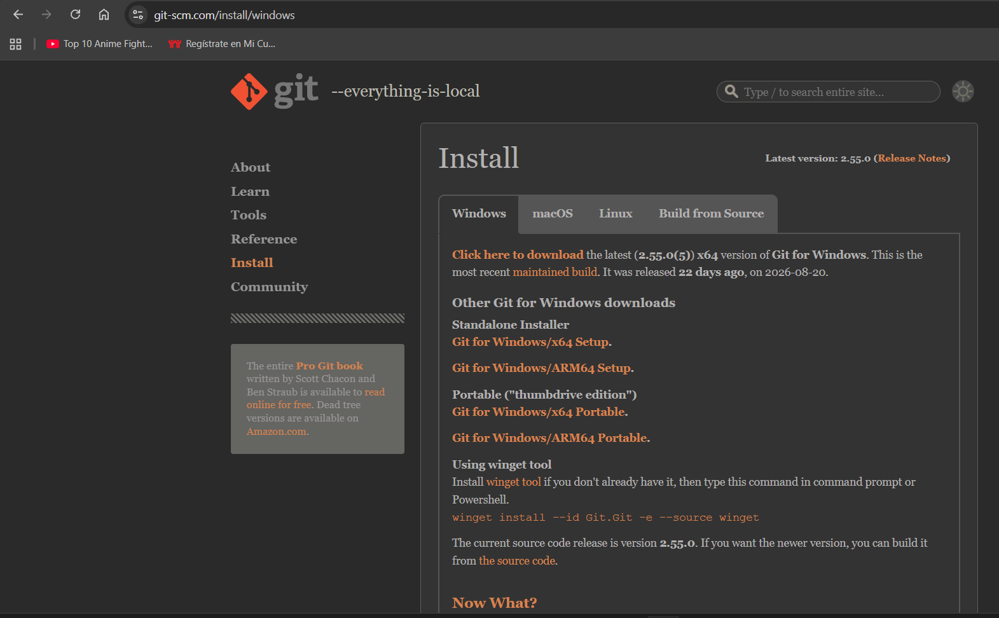 git-scm.com/install/windows
Top 10 Anime Fight...
Regístrate en Mi Cu...
git --everything-is-local
Type / to search entire site...
About
Learn
Tools
Reference
Install
Community
The entire Pro Git book
written by Scott Chacon and
Ben Straub is available to read
online for free. Dead tree
versions are available on
Amazon.com.
Install
Latest version: 2.55.0 (Release Notes)
Windows macOS Linux Build from Source
Click here to download the latest (2.55.0(5)) x64 version of Git for Windows. This is the
most recent maintained build. It was released 22 days ago, on 2026-08-20.
Other Git for Windows downloads
Standalone Installer
Git for Windows/x64 Setup.
Git for Windows/ARM64 Setup.
Portable ("thumbdrive edition")
Git for Windows/x64 Portable.
Git for Windows/ARM64 Portable.
Using winget tool
Install winget tool if you don't already have it, then type this command in command prompt or
Powershell.
winget install --id Git.Git -e --source winget
The current source code release is version 2.55.0. If you want the newer version, you can build it
from the source code.
Now What?